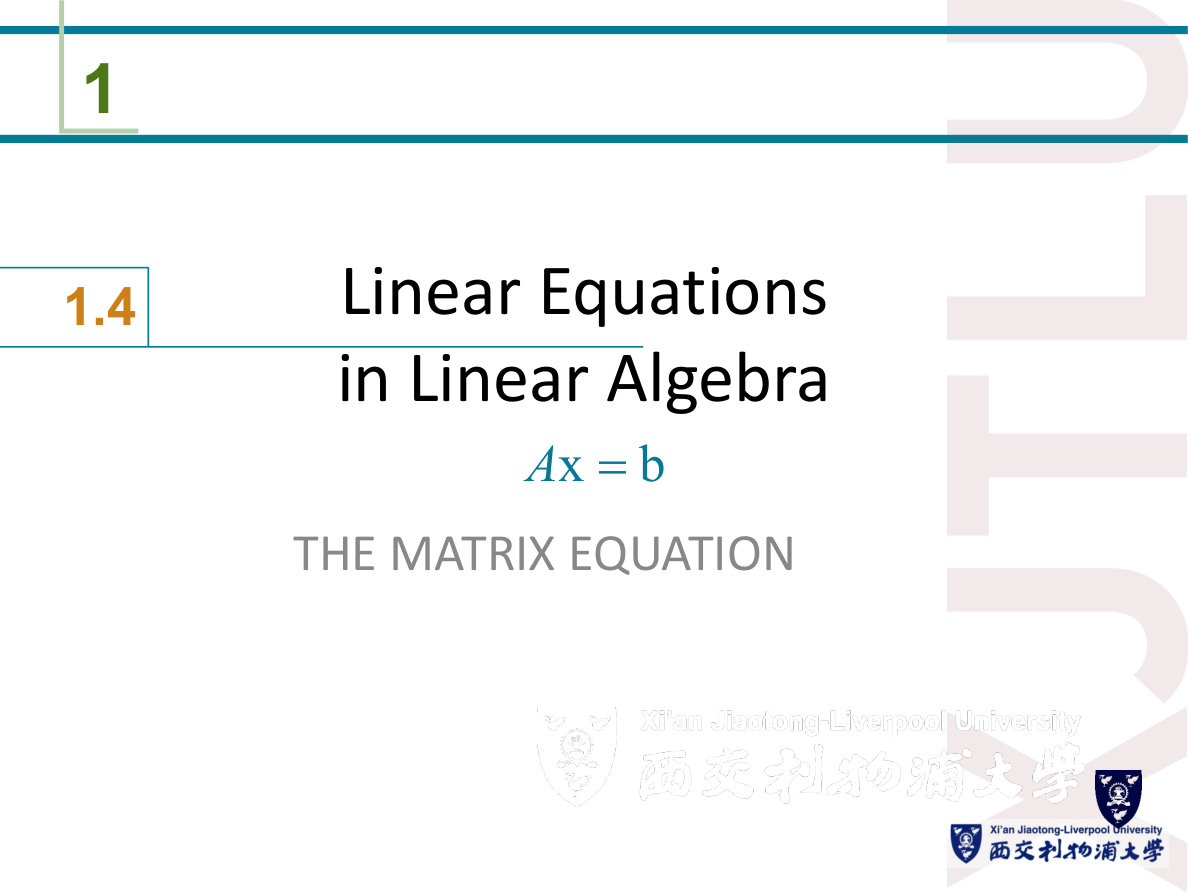 1
1.4
Linear Equations
in Linear Algebra
Ax = b
THE MATRIX EQUATION
Xi'an Jiaotong-Liverpool University
西交利物浦大學
Xi'an Jiaotong-Liverpool University
西交利物浦大學
XJTLU